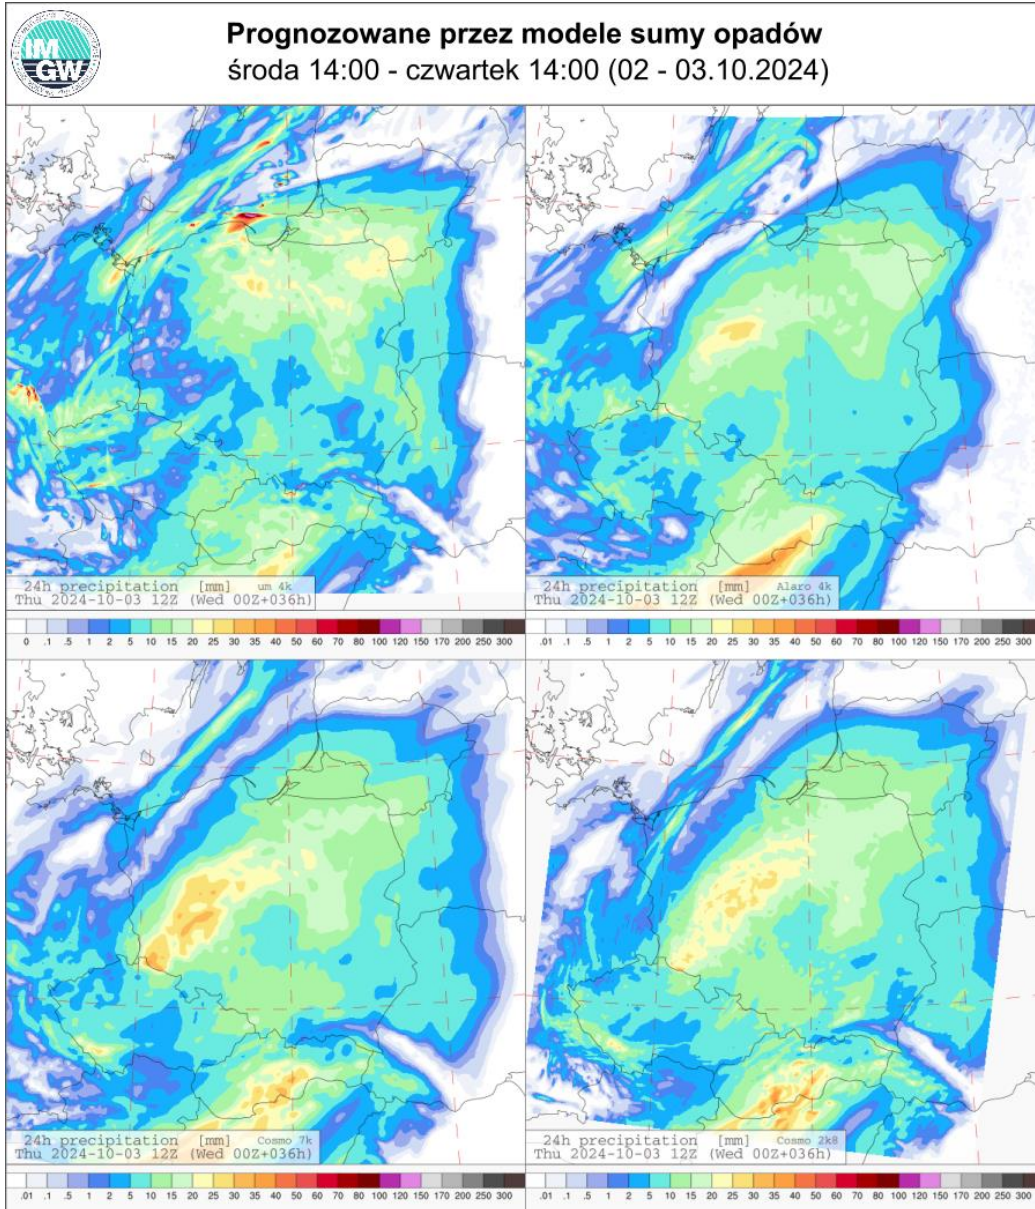 IM
GW
Prognozowane przez modele sumy opadów
środa 14:00 - czwartek 14:00 (02 - 03.10.2024)
24h precipitation [mm] um 4k
Thu 2024-10-03 12Z (Wed 00Z+036h)
24h precipitation [mm] Alaro 4k
Thu 2024-10-03 12Z (Wed 00Z+036h)
0 .1 .5 1 2 5 10 15 20 25 30 35 40 50 60 70 80 100 120 150 170 200 250 300
.01 .1 .5 1 2 5 10 15 20 25 30 35 40 50 60 70 80 100 120 150 170 200 250 300
24h precipitation [mm] Cosmo 7k
Thu 2024-10-03 12Z (Wed 00Z+036h)
24h precipitation [mm] Cosmo 2k8
Thu 2024-10-03 12Z (Wed 00Z+036h)
.01 .1 .5 1 2 5 10 15 20 25 30 35 40 50 60 70 80 100 120 150 170 200 250 300
.01 .1 .5 1 2 5 10 15 20 25 30 35 40 50 60 70 80 100 120 150 170 200 250 300